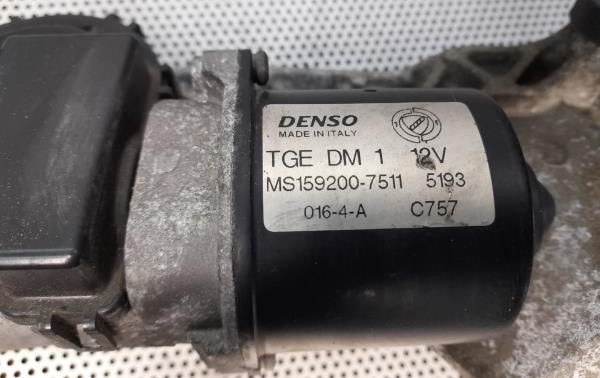 DENSO
MADE IN ITALY
TGE DM 1 12V
MS159200-7511 5193
016-4-A C757